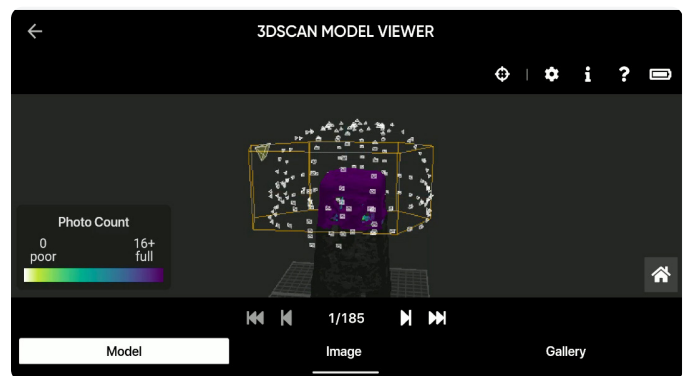 3DSCAN MODEL VIEWER
Photo Count
0 16+
poor full
1/185
Model Image Gallery